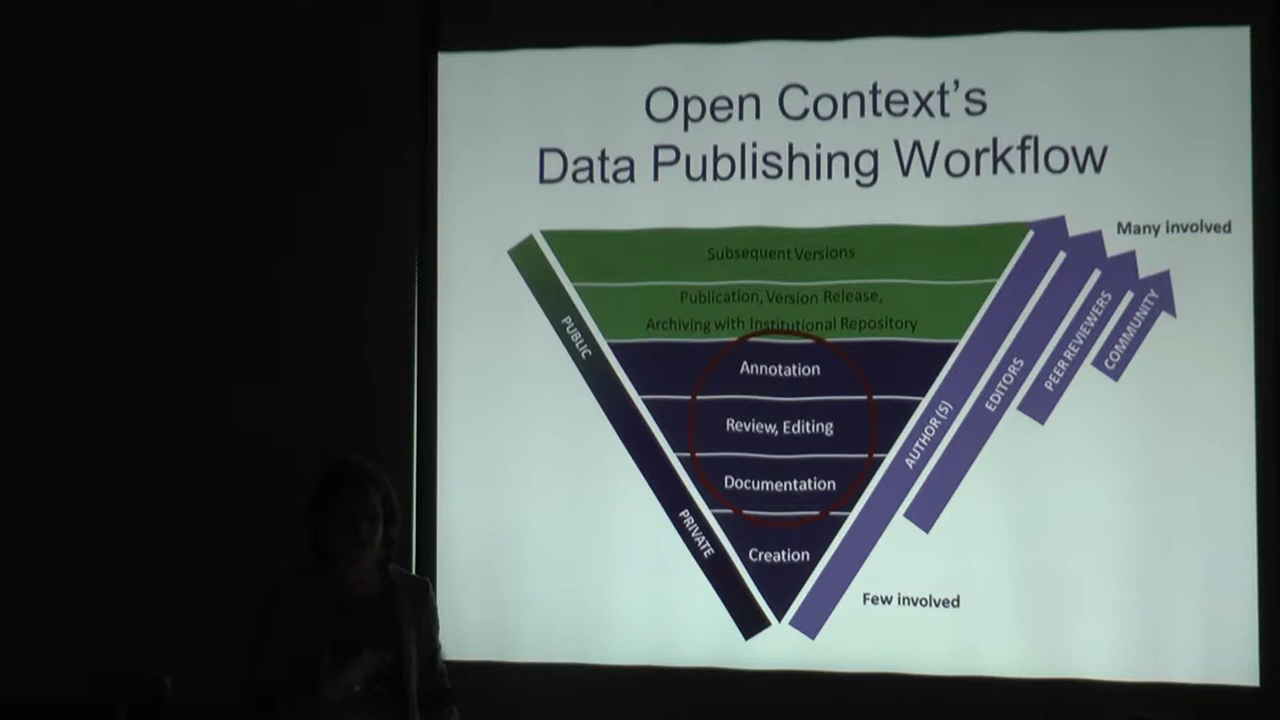 Open Context's
Data Publishing Workflow
Many involved
Subsequent Versions
Publication, Version Release,
Archiving with Institutional Repository
Annotation
Review, Editing
Documentation
Creation
PUBLIC
PRIVATE
AUTHOR(S)
EDITORS
PEER REVIEWERS
COMMUNITY
Few involved